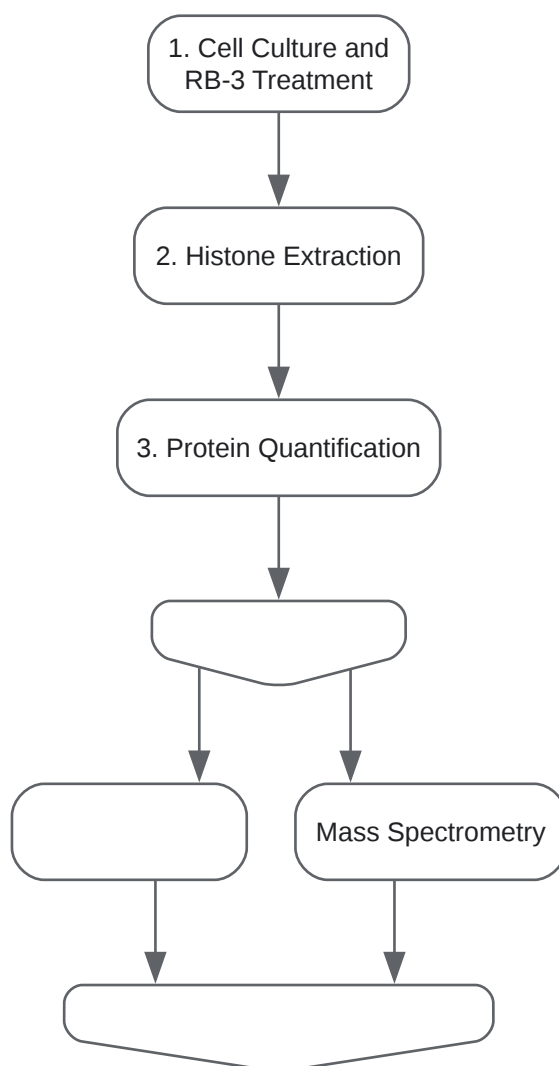 1. Cell Culture and
RB-3 Treatment
2. Histone Extraction
3. Protein Quantification
Mass Spectrometry